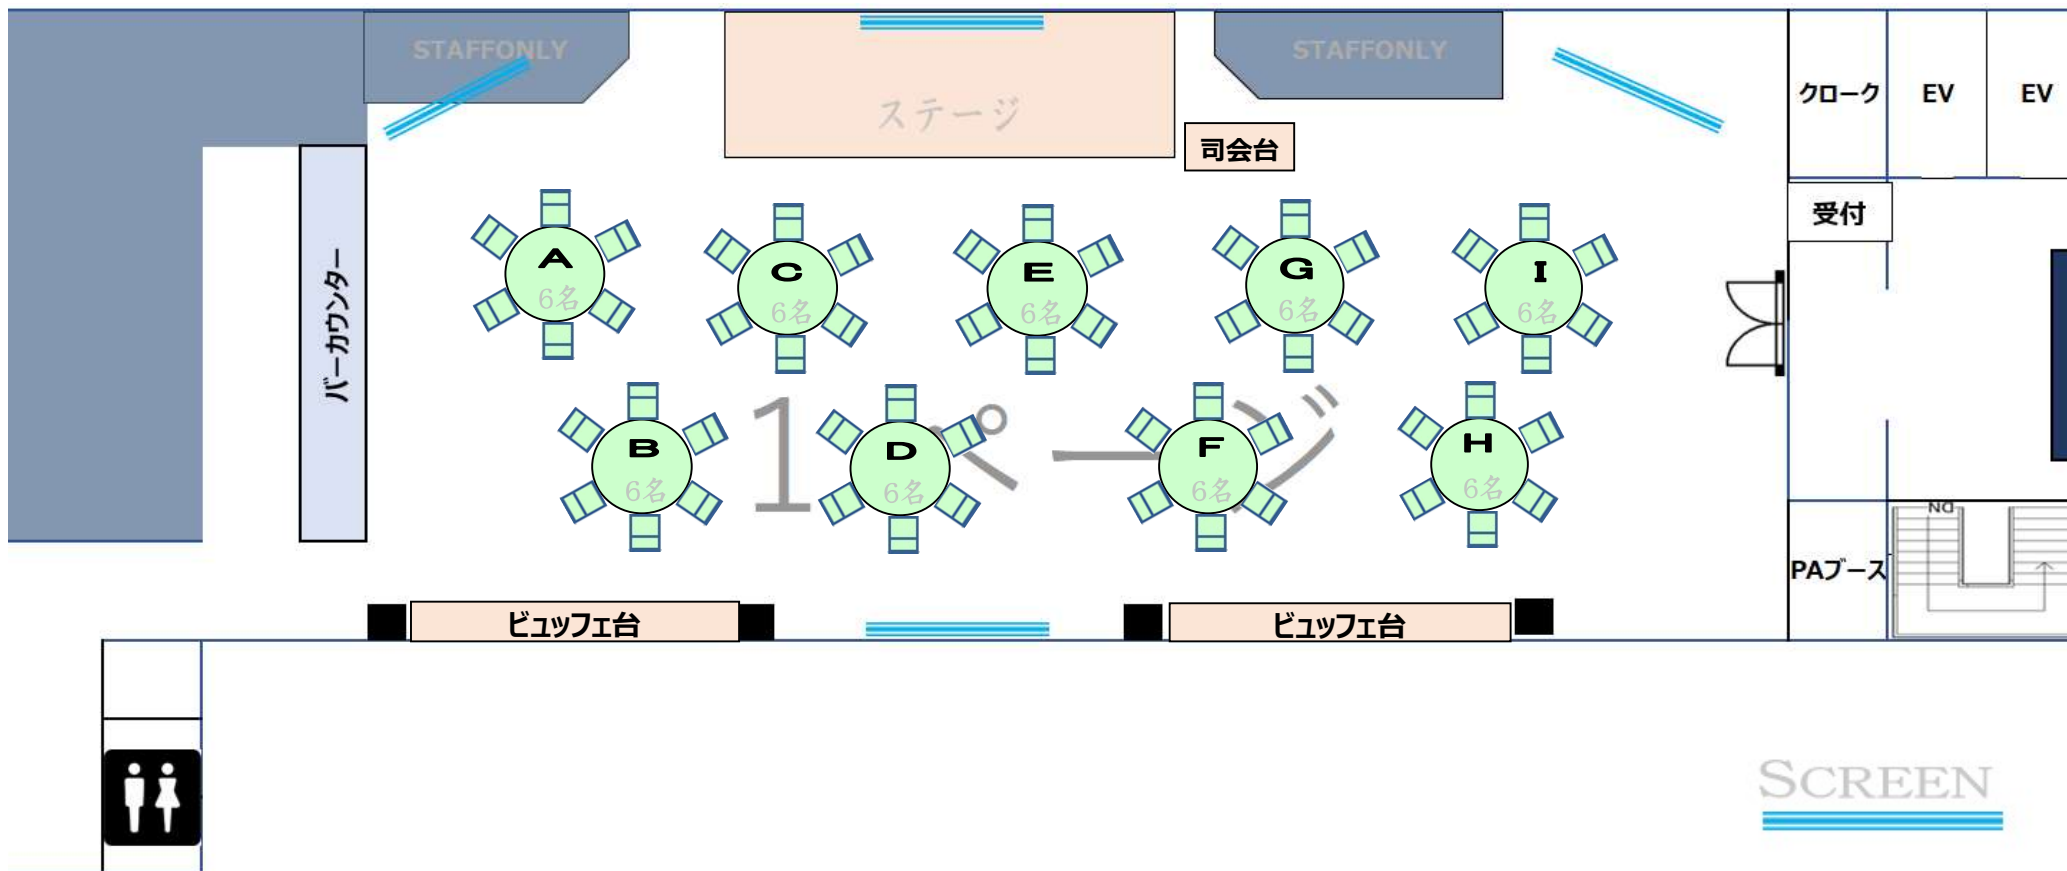 STAFFONLY
STAFFONLY
ステージ
クローク
EV
EV
司会台
受付
バーカウンター
A
6名
C
6名
E
6名
G
6名
I
6名
1ページ
B
6名
D
6名
F
6名
H
6名
DN
PAブース
ビュッフェ台
ビュッフェ台
SCREEN